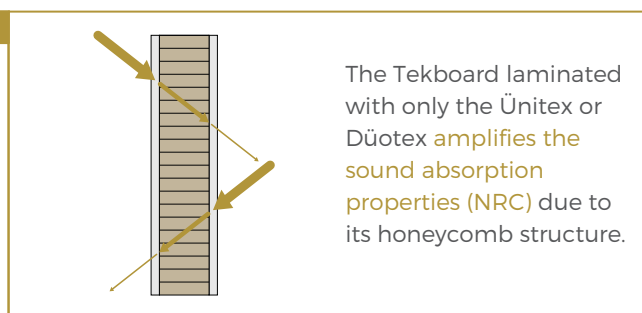 The Tekboard laminated
with only the Ünitex or
Düotex amplifies the
sound absorption
properties (NRC) due to
its honeycomb structure.